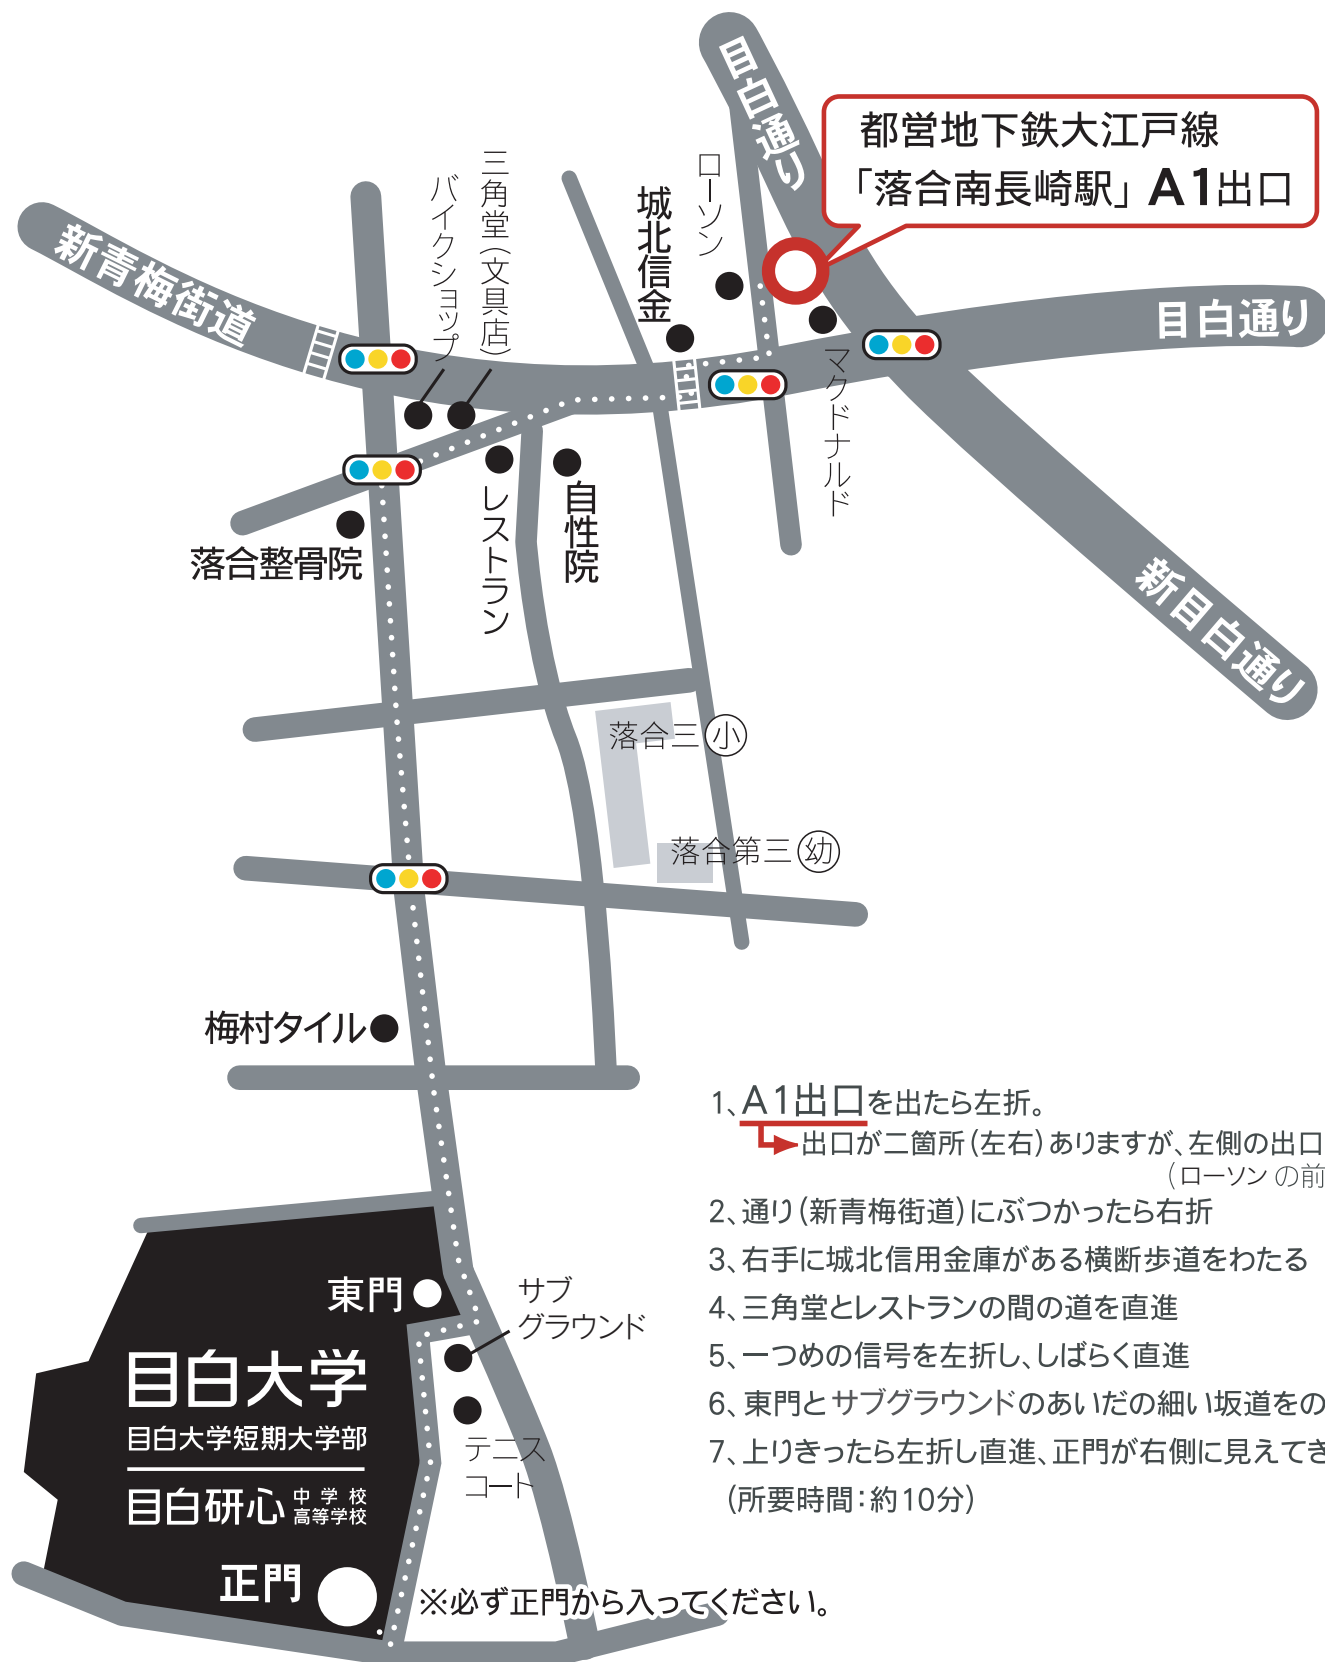 目白通り
都営地下鉄大江戸線
「落合南長崎駅」A1出口
新青梅街道
バイクショップ
三角堂(文具店)
城北信金
ローソン
マクドナルド
目白通り
新目白通り
落合整骨院
レストラン
自性院
落合三小
落合第三幼
梅村タイル
東門
サブ
グラウンド
目白大学
目白大学短期大学部
目白研心 中学校
高等学校
テニス
コート
正門
※必ず正門から入ってください。
1、A1出口を出たら左折。
出口が二箇所(左右)ありますが、左側の出口
(ローソンの前
2、通り(新青梅街道)にぶつかったら右折
3、右手に城北信用金庫がある横断歩道をわたる
4、三角堂とレストランの間の道を直進
5、一つめの信号を左折し、しばらく直進
6、東門とサブグラウンドのあいだの細い坂道をの
7、上りきったら左折し直進、正門が右側に見えてき
(所要時間:約10分)